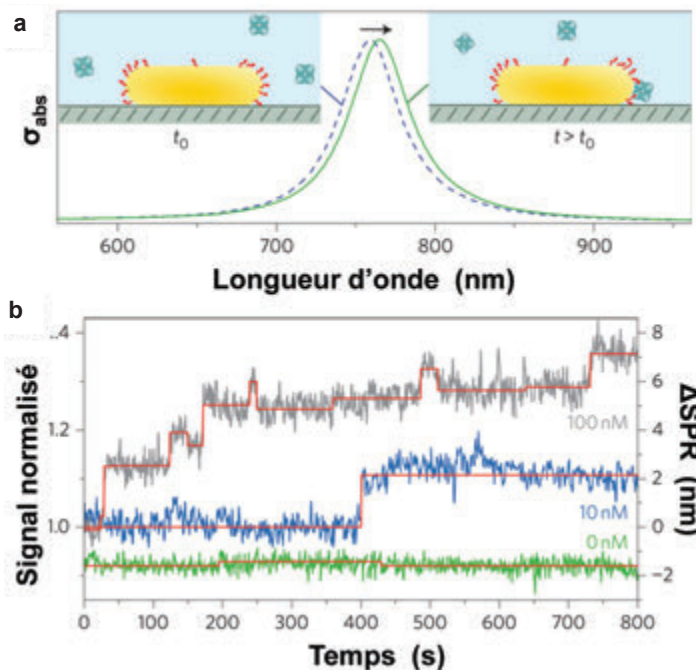 a
σabs
t0
t > t0
600
700
800
900
Longueur d'onde (nm)
b
Signal normalisé
1.4
1.2
1.0
8
6
4
2
0
−2
ΔSPR (nm)
100 nM
10 nM
0 nM
0
100
200
300
400
500
600
700
800
Temps (s)